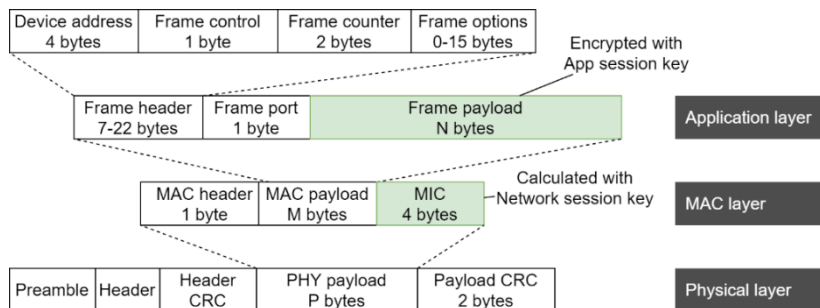 Device address
4 bytes
Frame control
1 byte
Frame counter
2 bytes
Frame options
0-15 bytes
Encrypted with
App session key
Frame header
7-22 bytes
Frame port
1 byte
Frame payload
N bytes
Application layer
MAC header
1 byte
MAC payload
M bytes
MIC
4 bytes
Calculated with
Network session key
MAC layer
Preamble
Header
Header
CRC
PHY payload
P bytes
Payload CRC
2 bytes
Physical layer